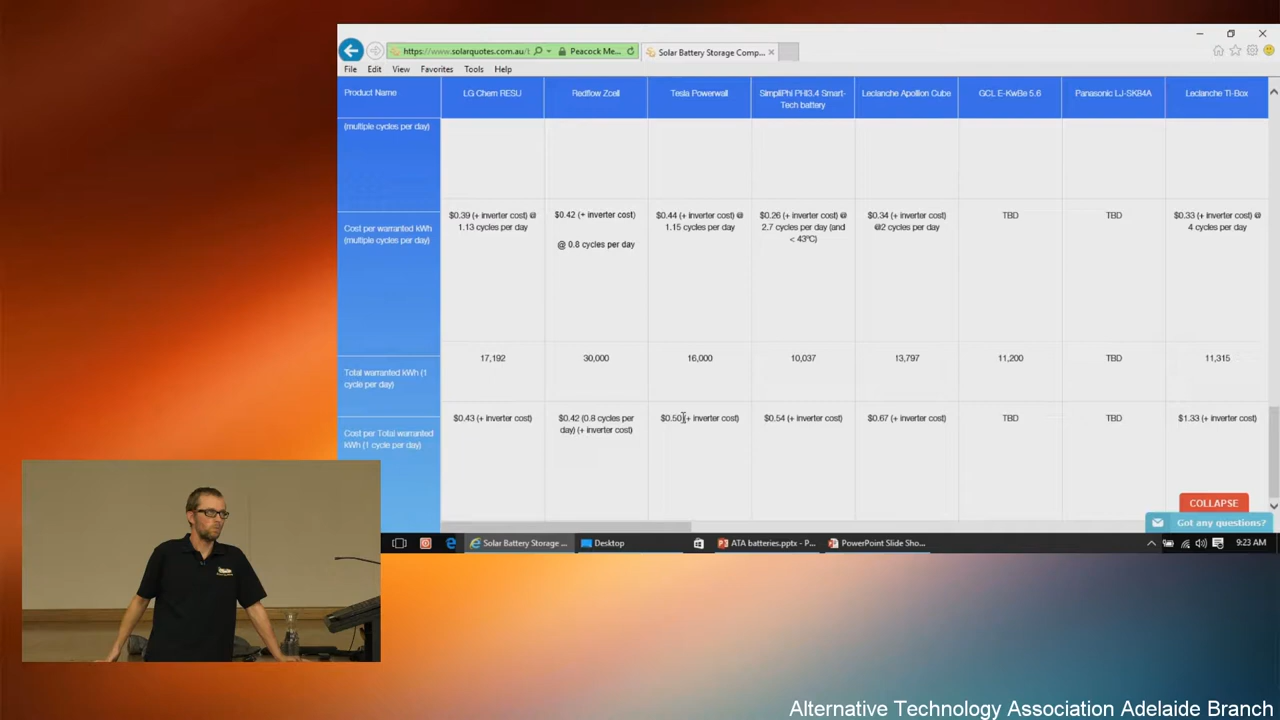 https://www.solarquotes.com.au/t
Peacock Me...
Solar Battery Storage Comp...
File Edit View Favorites Tools Help
Product Name LG Chem RESU Redflow Zcell Tesla Powerwall SimpliPhi PHI3.4 Smart- Leclanche Apollion Cube GCL E-KwBe 5.6 Panasonic LJ-SK84A Leclanche TI-Box
Tech battery
(multiple cycles per day)
$0.39 (+ inverter cost) @ $0.42 (+ inverter cost) $0.44 (+ inverter cost) @ $0.26 (+ inverter cost) @ $0.34 (+ inverter cost) TBD TBD $0.33 (+ inverter cost) @
Cost per warranted kWh 1.13 cycles per day 1.15 cycles per day 2.7 cycles per day (and @2 cycles per day 4 cycles per day
(multiple cycles per day) @ 0.8 cycles per day < 43ºC)
17,192 30,000 16,000 10,037 13,797 11,200 TBD 11,315
Total warranted kWh (1
cycle per day)
$0.43 (+ inverter cost) $0.42 (0.8 cycles per $0.50 (+ inverter cost) $0.54 (+ inverter cost) $0.67 (+ inverter cost) TBD TBD $1.33 (+ inverter cost)
day) (+ inverter cost)
Cost per Total warranted
kWh (1 cycle per day)
COLLAPSE
Got any questions?
Solar Battery Storage ... Desktop ATA batteries.pptx - P... PowerPoint Slide Sho... 9:23 AM
Alternative Technology Association Adelaide Branch